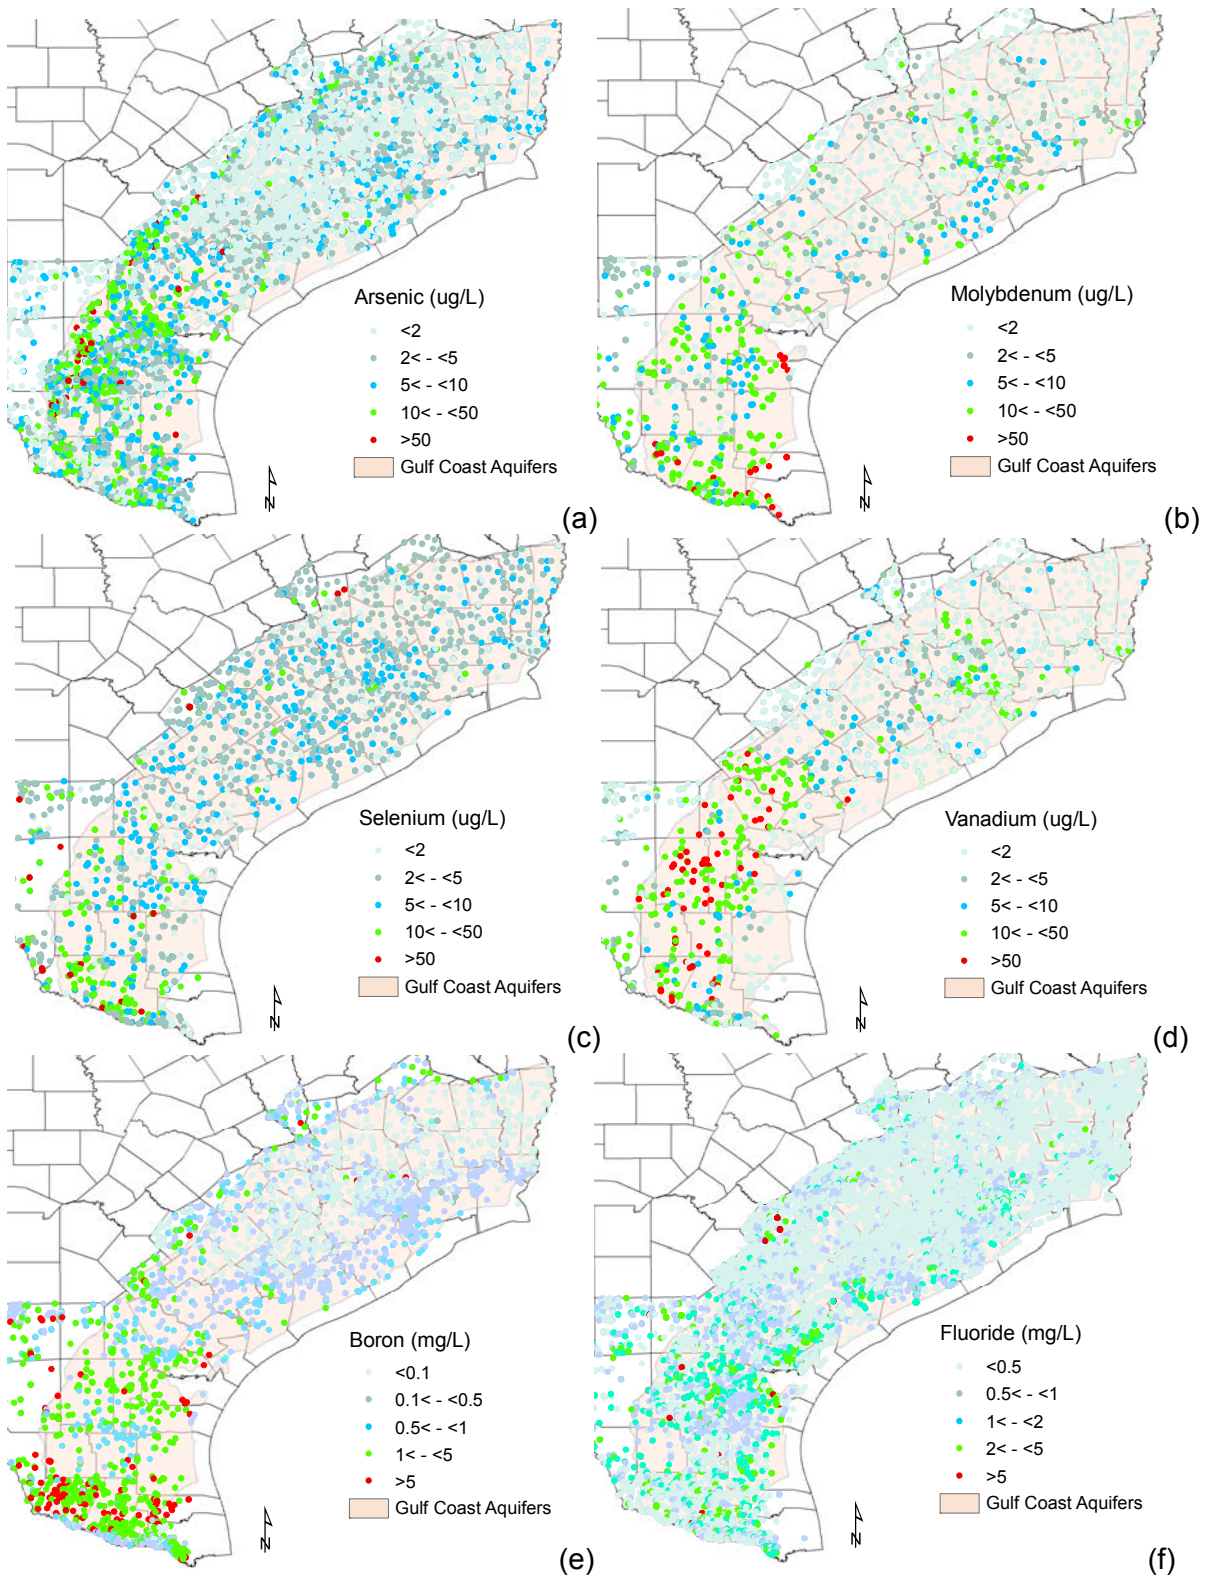 Arsenic (ug/L)
<2
2< - <5
5< - <10
10< - <50
>50
Gulf Coast Aquifers
N
(a)
Molybdenum (ug/L)
<2
2< - <5
5< - <10
10< - <50
>50
Gulf Coast Aquifers
N
(b)
Selenium (ug/L)
<2
2< - <5
5< - <10
10< - <50
>50
Gulf Coast Aquifers
N
(c)
Vanadium (ug/L)
<2
2< - <5
5< - <10
10< - <50
>50
Gulf Coast Aquifers
N
(d)
Boron (mg/L)
<0.1
0.1< - <0.5
0.5< - <1
1< - <5
>5
Gulf Coast Aquifers
N
(e)
Fluoride (mg/L)
<0.5
0.5< - <1
1< - <2
2< - <5
>5
Gulf Coast Aquifers
N
(f)